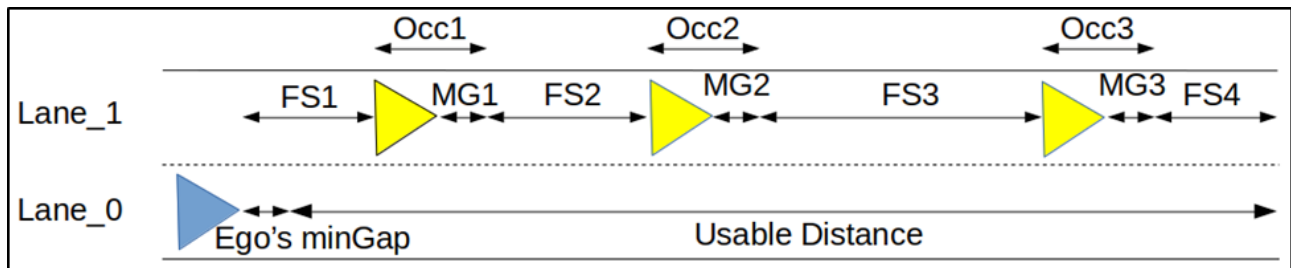 Occ1 Occ2 Occ3
Lane_1 FS1 MG1 FS2 MG2 FS3 MG3 FS4
Lane_0
Ego's minGap Usable Distance